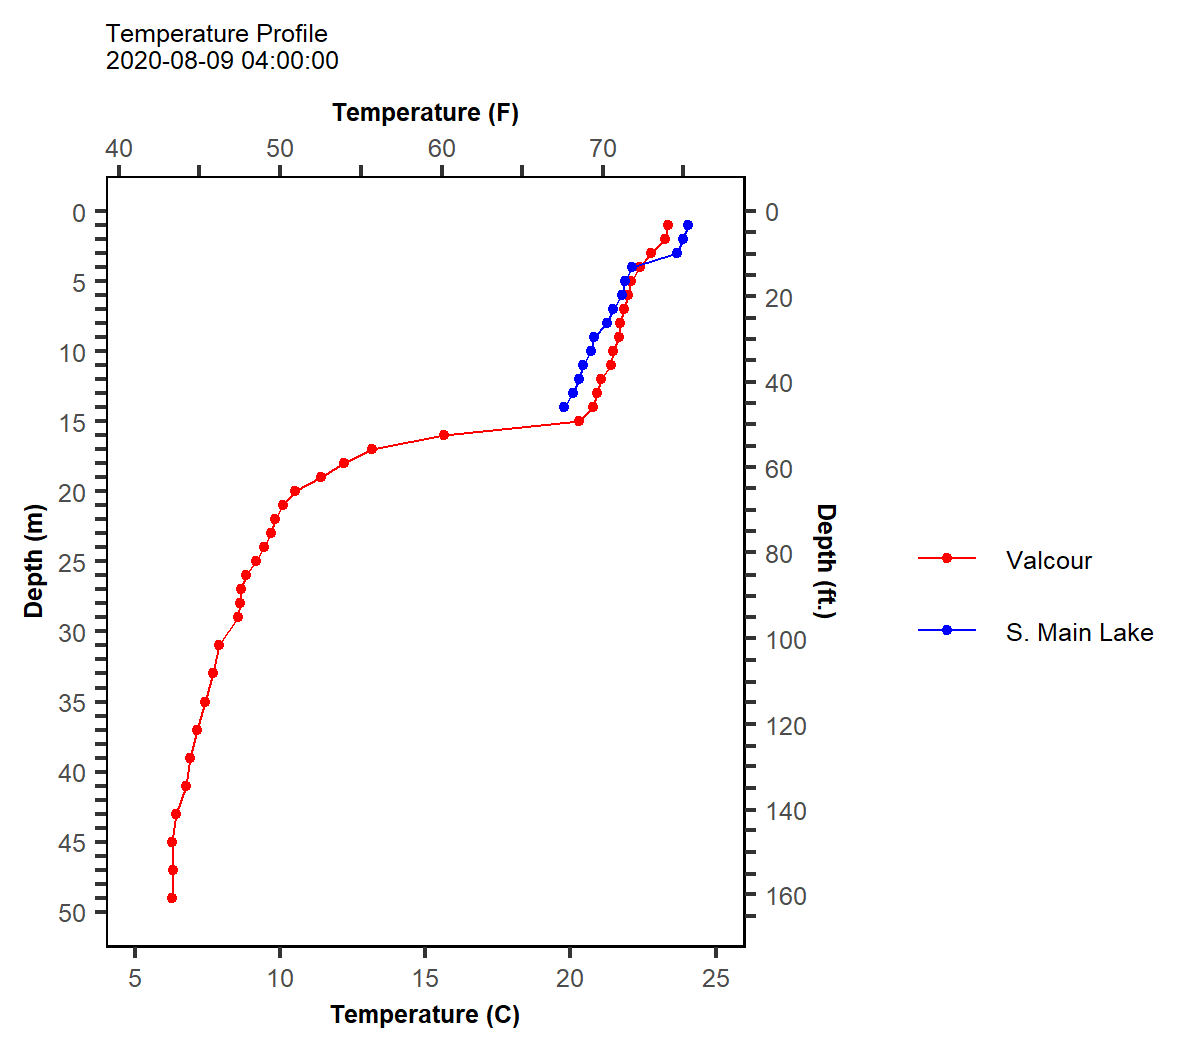 Temperature Profile
2020-08-09 04:00:00
Temperature (F)
40 50 60 70
0
5
10
15
20
25
30
35
40
45
50
Depth (m)
0
20
40
60
80
100
120
140
160
Depth (ft.)
Valcour
S. Main Lake
5 10 15 20 25
Temperature (C)